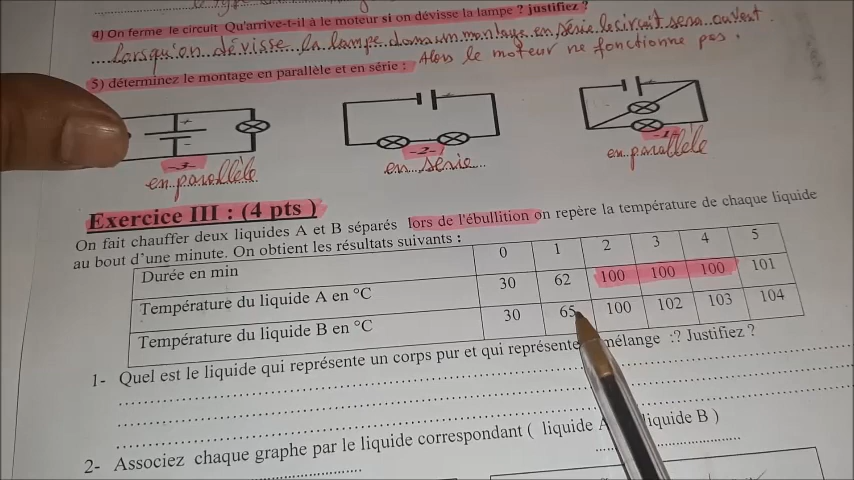 4) On ferme le circuit Qu'arrive-t-il à le moteur si on dévisse la lampe ? justifiez ?
Lorsqu'on dévisse la lampe dans un montage en série le circuit sera ouvert.
Alors le moteur ne fonctionne pas.
5) déterminez le montage en parallèle et en série :
+
-
-3-
en parallèle
-2-
en série
-1-
en parallèle
Exercice III : (4 pts )
On fait chauffer deux liquides A et B séparés lors de l'ébullition on repère la température de chaque liquide
au bout d'une minute. On obtient les résultats suivants :
Durée en min 0 1 2 3 4 5
Température du liquide A en °C 30 62 100 100 100 101
Température du liquide B en °C 30 65 100 102 103 104
1- Quel est le liquide qui représente un corps pur et qui représente mélange :? Justifiez ?
2- Associez chaque graphe par le liquide correspondant ( liquide A liquide B )